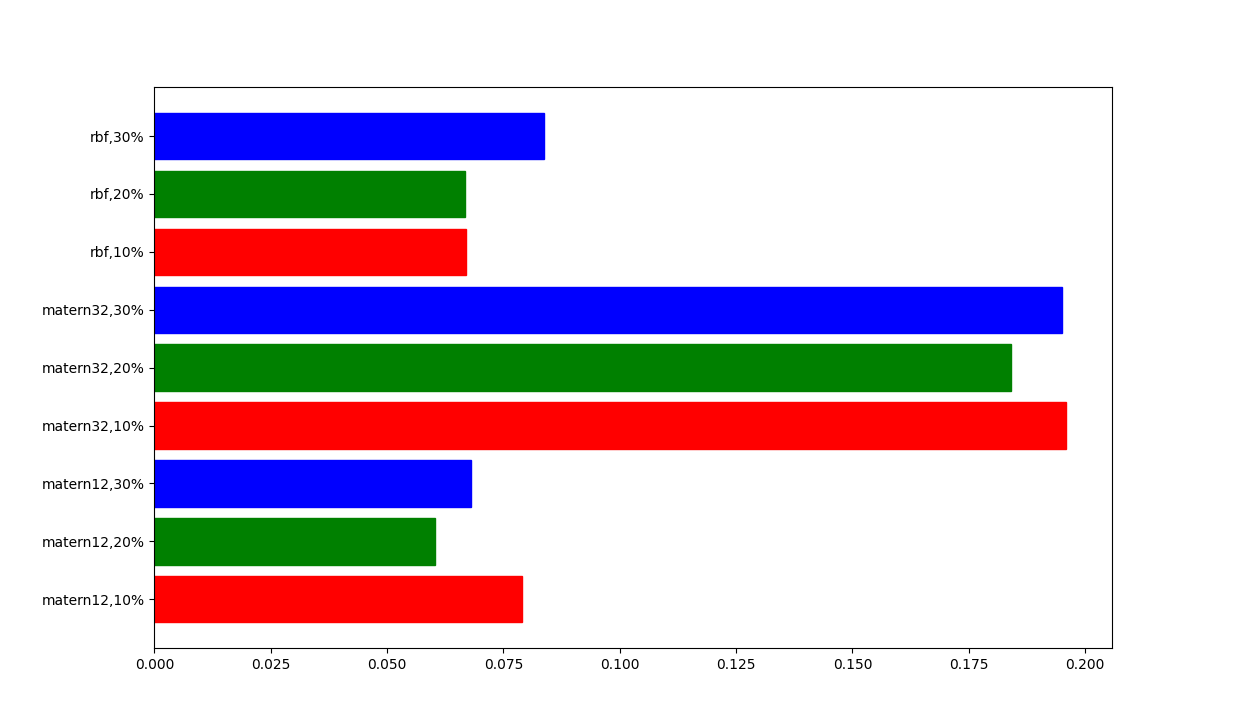 rbf,30%
rbf,20%
rbf,10%
matern32,30%
matern32,20%
matern32,10%
matern12,30%
matern12,20%
matern12,10%
0.000 0.025 0.050 0.075 0.100 0.125 0.150 0.175 0.200